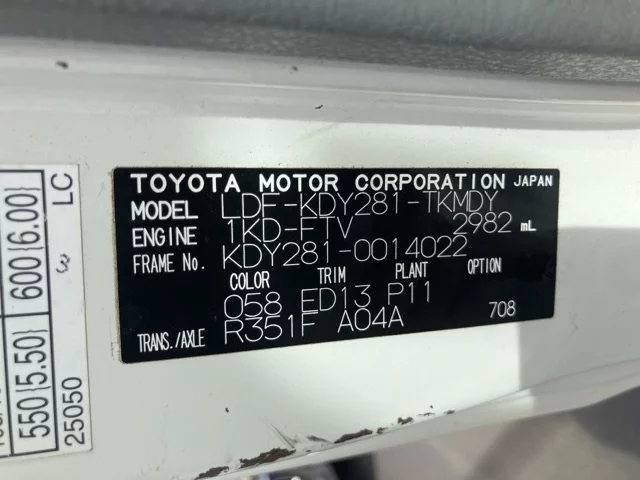 TOYOTA MOTOR CORPORATION JAPAN
MODEL LDF-KDY281-TKMDY
ENGINE 1KD-FTV 2982 mL
FRAME No. KDY281-0014022
COLOR TRIM PLANT OPTION
058 ED13 P11
TRANS./AXLE R351F A04A 708
550(5.50) 600(6.00)
25050 3 LC